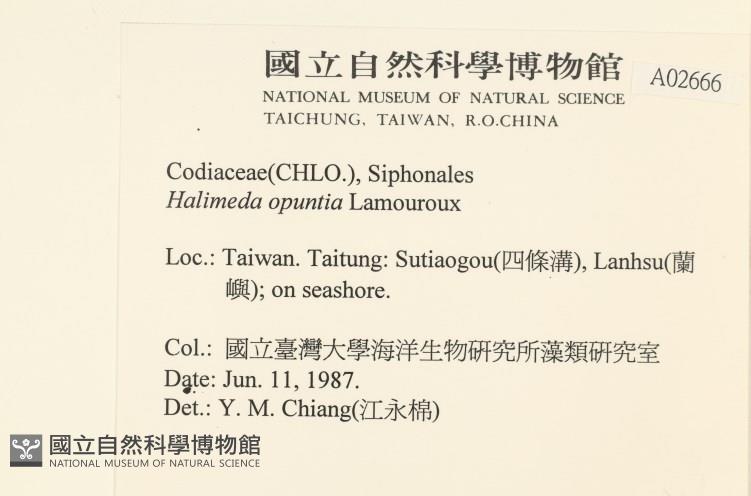 國立自然科學博物館
A02666
NATIONAL MUSEUM OF NATURAL SCIENCE
TAICHUNG, TAIWAN, R.O.CHINA
Codiaceae(CHLO.), Siphonales
Halimeda opuntia Lamouroux
Loc.: Taiwan. Taitung: Sutiaogou(四條溝), Lanhsu(蘭
嶼); on seashore.
Col.: 國立臺灣大學海洋生物研究所藻類研究室
Date: Jun. 11, 1987.
Det.: Y. M. Chiang(江永棉)
國立自然科學博物館
NATIONAL MUSEUM OF NATURAL SCIENCE